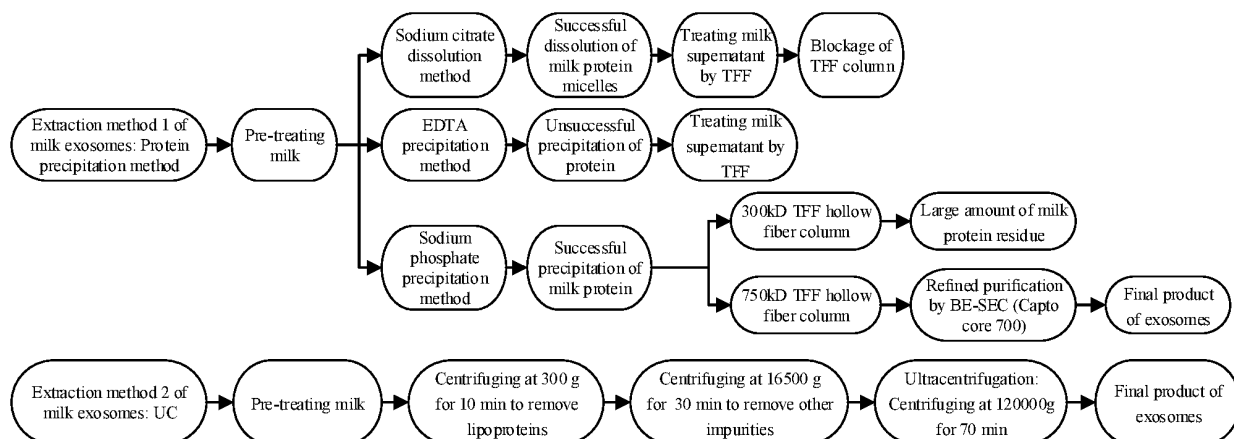 Sodium citrate
dissolution
method
Successful
dissolution of
milk protein
micelles
Treating milk
supernatant
by TFF
Blockage of
TFF column
Extraction method 1 of
milk exosomes: Protein
precipitation method
Pre-treating
milk
EDTA
precipitation
method
Unsuccessful
precipitation of
protein
Treating milk
supernatant by
TFF
Sodium
phosphate
precipitation
method
Successful
precipitation of
milk protein
300kD TFF hollow
fiber column
Large amount of milk
protein residue
750kD TFF hollow
fiber column
Refined purification
by BE-SEC (Capto
core 700)
Final product
of exosomes
Extraction method 2 of
milk exosomes: UC
Pre-treating milk
Centrifuging at 300 g
for 10 min to remove
lipoproteins
Centrifuging at 16500 g
for 30 min to remove other
impurities
Ultracentrifugation:
Centrifuging at 120000g
for 70 min
Final product of
exosomes